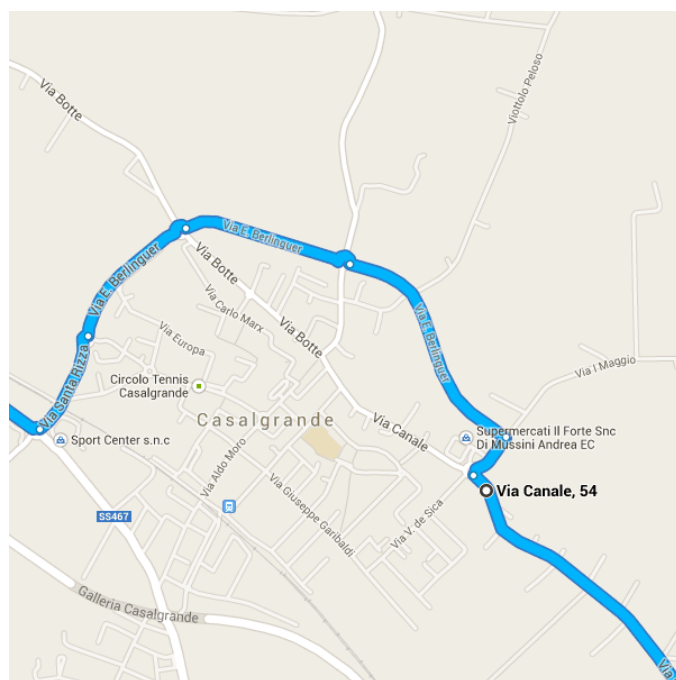 Via Botte
Viottolo Peloso
Via E. Berlinguer
Via E. Berlinguer
Via Botte
Via Carlo Marx
Via Europa
Via Botte
Via E. Berlinguer
Via Santa Rizza
Via I Maggio
Circolo Tennis
Casalgrande
Casalgrande
Via Canale
Supermercati Il Forte Snc
Di Mussini Andrea EC
Sport Center s.n.c
Via Aldo Moro
Via Giuseppe Garibaldi
Via V. de Sica
Via Canale, 54
SS467
Galleria Casalgrande
Via